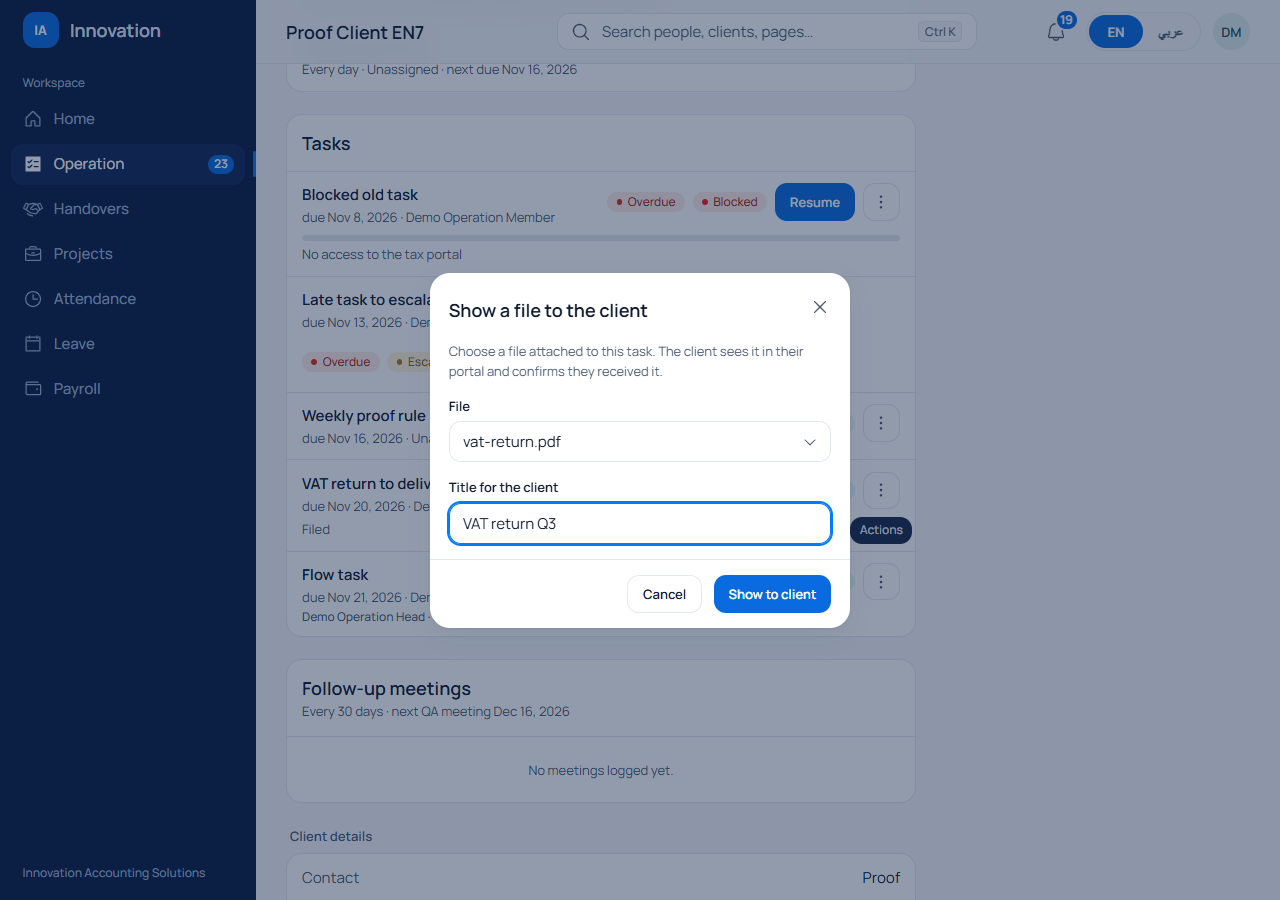 IA Innovation
Workspace
Home
Operation 23
Handovers
Projects
Attendance
Leave
Payroll
Innovation Accounting Solutions
Proof Client EN7
Search people, clients, pages... Ctrl K
19
EN عربي
DM
Every day · Unassigned · next due Nov 16, 2026
Tasks
Blocked old task
due Nov 8, 2026 · Demo Operation Member
Overdue Blocked Resume
No access to the tax portal
Late task to escala
due Nov 13, 2026 ·
Overdue
Weekly proof rule
due Nov 16, 2026 ·
VAT return to deliv
due Nov 20, 2026 ·
Filed
Actions
Flow task
due Nov 21, 2026 ·
Demo Operation Head ·
Show a file to the client
Choose a file attached to this task. The client sees it in their
portal and confirms they received it.
File
vat-return.pdf
Title for the client
VAT return Q3
Cancel Show to client
Follow-up meetings
Every 30 days · next QA meeting Dec 16, 2026
No meetings logged yet.
Client details
Contact Proof